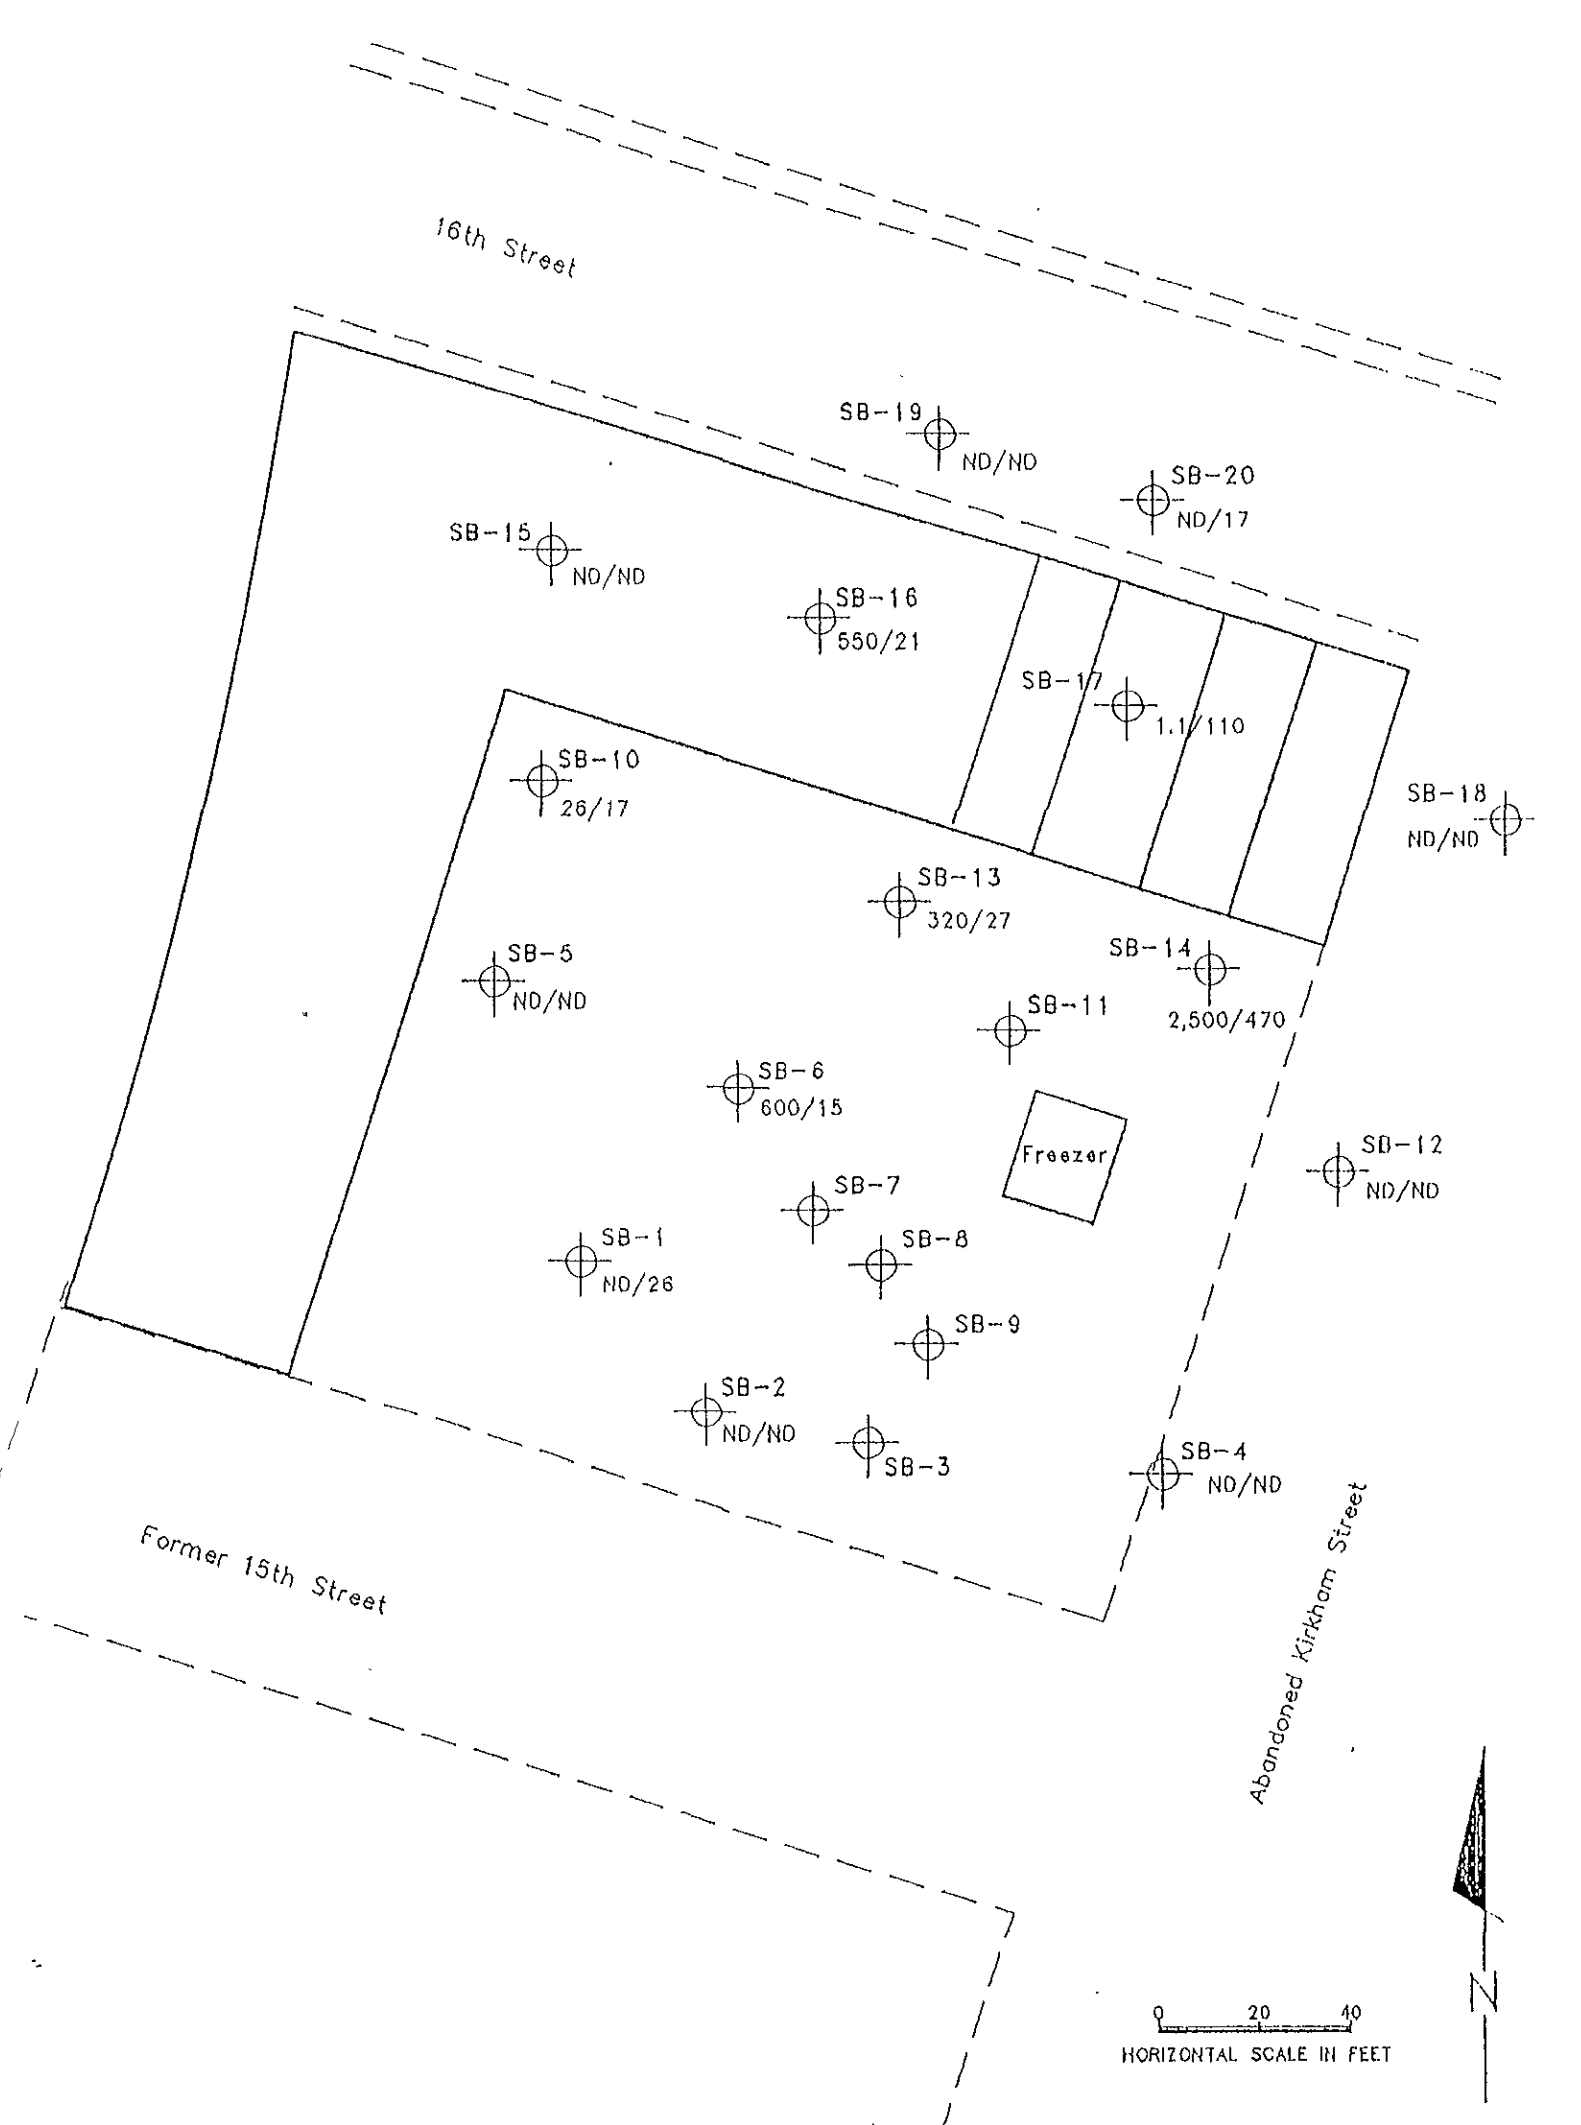 16th Street
SB-19
ND/ND
SB-20
ND/17
SB-15
ND/ND
SB-16
550/21
SB-17
1.1/110
SB-10
26/17
SB-18
ND/ND
SB-13
320/27
SB-14
2,500/470
SB-5
ND/ND
SB-11
SB-6
600/15
Freezer
SB-12
ND/ND
SB-7
SB-1
ND/26
SB-8
SB-9
SB-2
ND/ND
SB-3
SB-4
ND/ND
Former 15th Street
Abandoned Kirkham Street
N
0 20 40
HORIZONTAL SCALE IN FEET